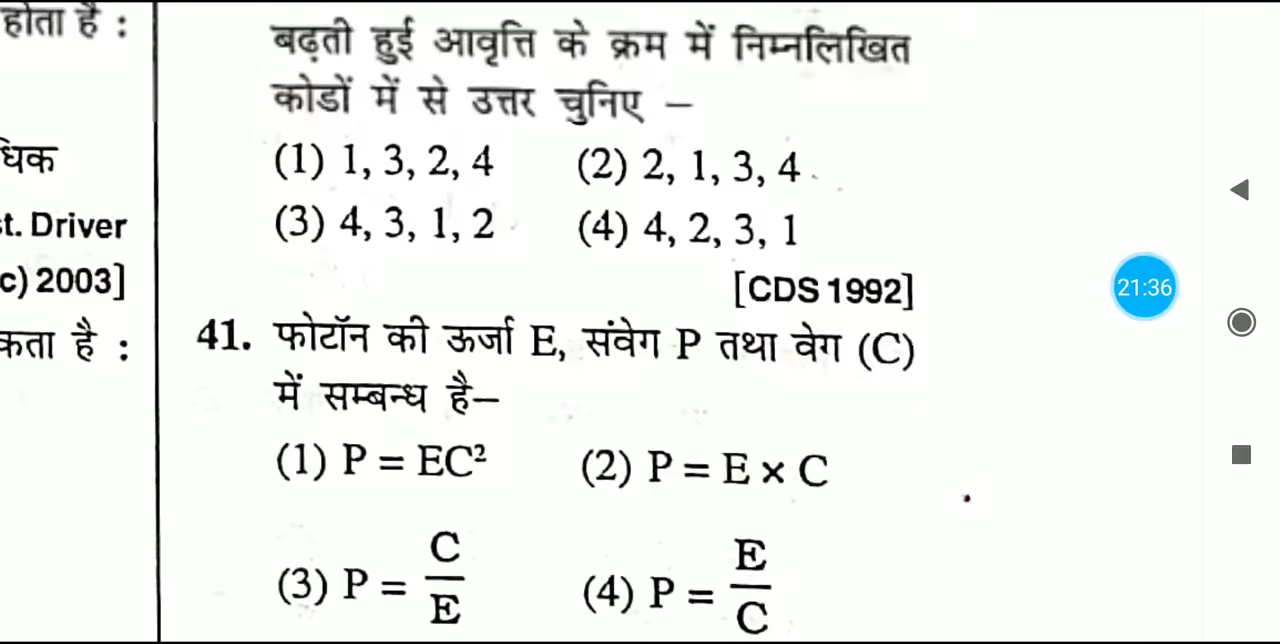 होता है :
धिक
st. Driver
c) 2003]
कता है :
बढ़ती हुई आवृत्ति के क्रम में निम्नलिखित
कोडों में से उत्तर चुनिए –
(1) 1, 3, 2, 4 (2) 2, 1, 3, 4
(3) 4, 3, 1, 2 (4) 4, 2, 3, 1
[CDS 1992]
41. फोटॉन की ऊर्जा E, संवेग P तथा वेग (C)
में सम्बन्ध है–
(1) P = EC² (2) P = E × C
(3) P = C/E (4) P = E/C
21:36